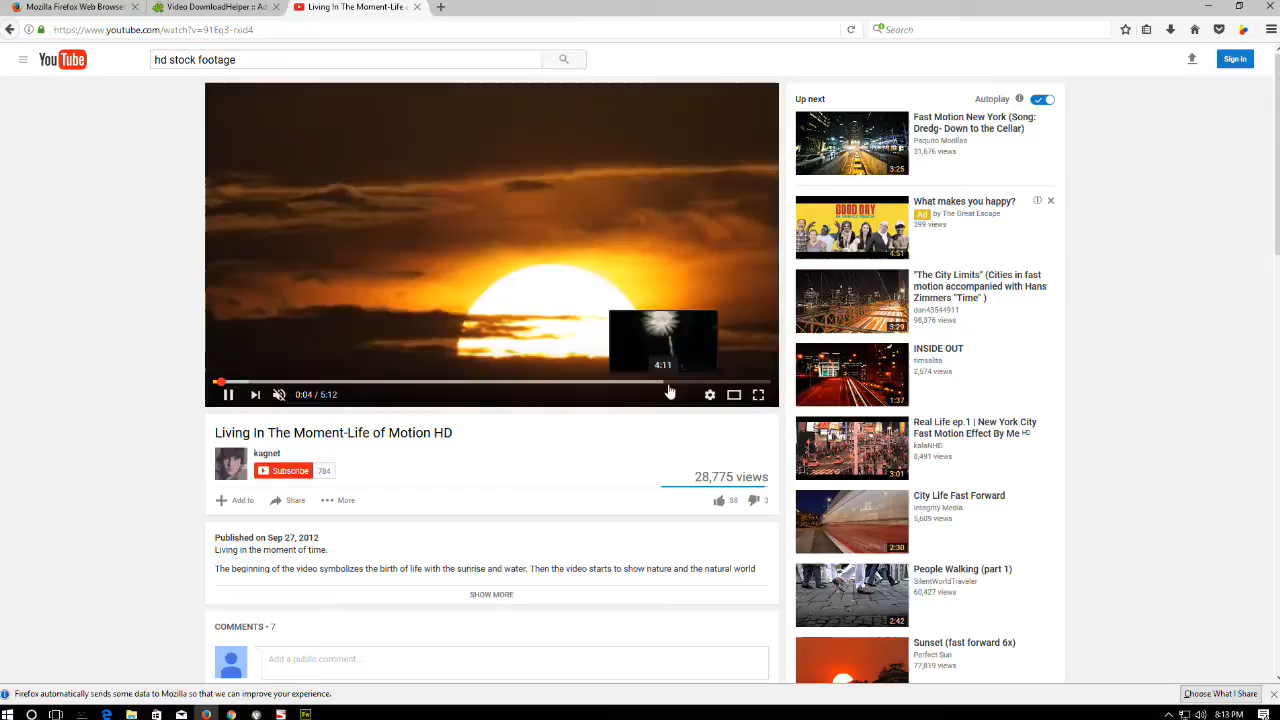 Mozilla Firefox Web Browser
Video DownloadHelper :: Ad
Living In The Moment-Life
https://www.youtube.com/watch?v=91Eq3-rxid4
Search
YouTube
hd stock footage
Sign in
4:11
0:04 / 5:12
Living In The Moment-Life of Motion HD
kagnet
Subscribe 784
28,775 views
Add to
Share
More
88
3
Published on Sep 27, 2012
Living in the moment of time.
The beginning of the video symbolizes the birth of life with the sunrise and water. Then the video starts to show nature and the natural world
SHOW MORE
COMMENTS • 7
Add a public comment...
Up next
Autoplay
Fast Motion New York (Song:
Dredg- Down to the Cellar)
Paquito Morillas
31,676 views
3:25
What makes you happy?
Ad by The Great Escape
399 views
GOOD DAY
4:51
"The City Limits" (Cities in fast
motion accompanied with Hans
Zimmers "Time" )
dan43544911
98,376 views
3:29
INSIDE OUT
timsalita
2,574 views
1:37
Real Life ep.1 | New York City
Fast Motion Effect By Me ᴴᴰ
kalaNHD
8,491 views
3:01
City Life Fast Forward
Integrity Media
5,609 views
2:30
People Walking (part 1)
SilentWorldTraveler
60,427 views
2:42
Sunset (fast forward 6x)
Perfect Sun
77,819 views
Firefox automatically sends some data to Mozilla so that we can improve your experience.
Choose What I Share
8:13 PM